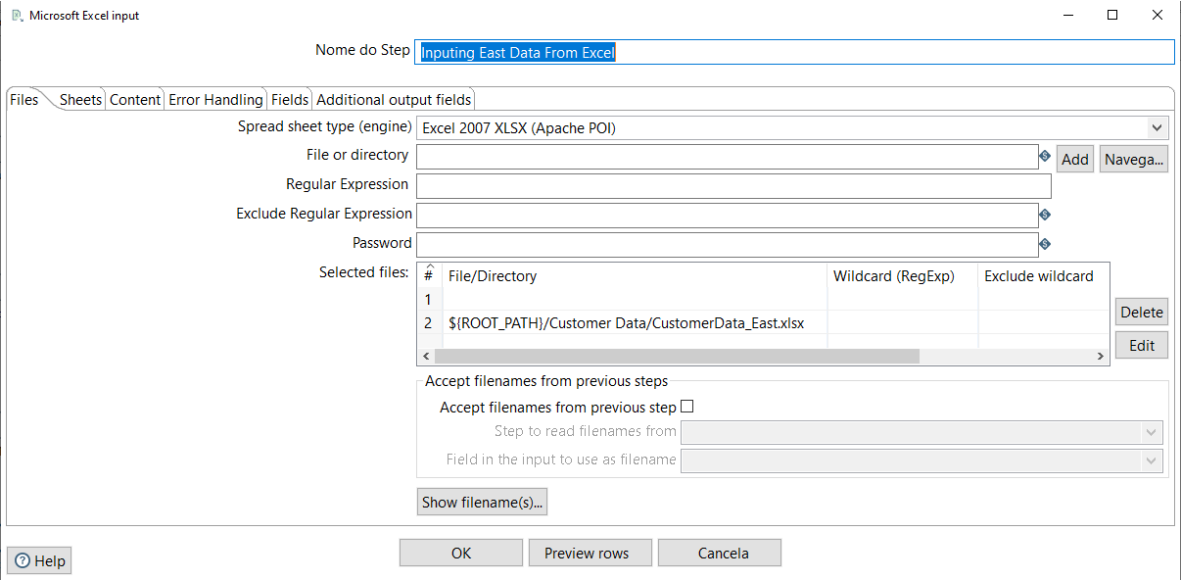 Microsoft Excel input
Nome do Step Inputing East Data From Excel
Files Sheets Content Error Handling Fields Additional output fields
Spread sheet type (engine) Excel 2007 XLSX (Apache POI)
File or directory Add Navega...
Regular Expression
Exclude Regular Expression
Password
Selected files: # File/Directory Wildcard (RegExp) Exclude wildcard
1
2 ${ROOT_PATH}/Customer Data/CustomerData_East.xlsx
Delete
Edit
Accept filenames from previous steps
Accept filenames from previous step
Step to read filenames from
Field in the input to use as filename
Show filename(s)...
Help OK Preview rows Cancela